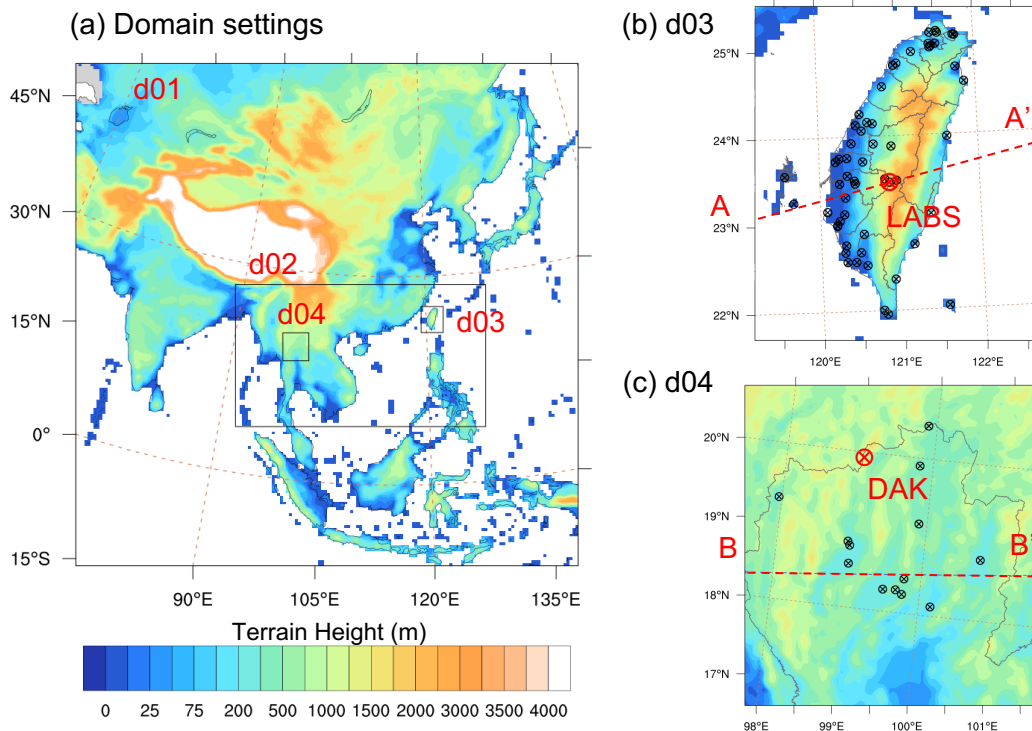 (a) Domain settings
d01
d02
d04
d03
45°N
30°N
15°N
0°
15°S
90°E
105°E
120°E
135°E
Terrain Height (m)
0 25 75 200 500 1000 1500 2000 3000 3500 4000
(b) d03
25°N
24°N
23°N
22°N
A
A'
LABS
120°E
121°E
122°E
(c) d04
20°N
19°N
18°N
17°N
DAK
B
B'
98°E
99°E
100°E
101°E